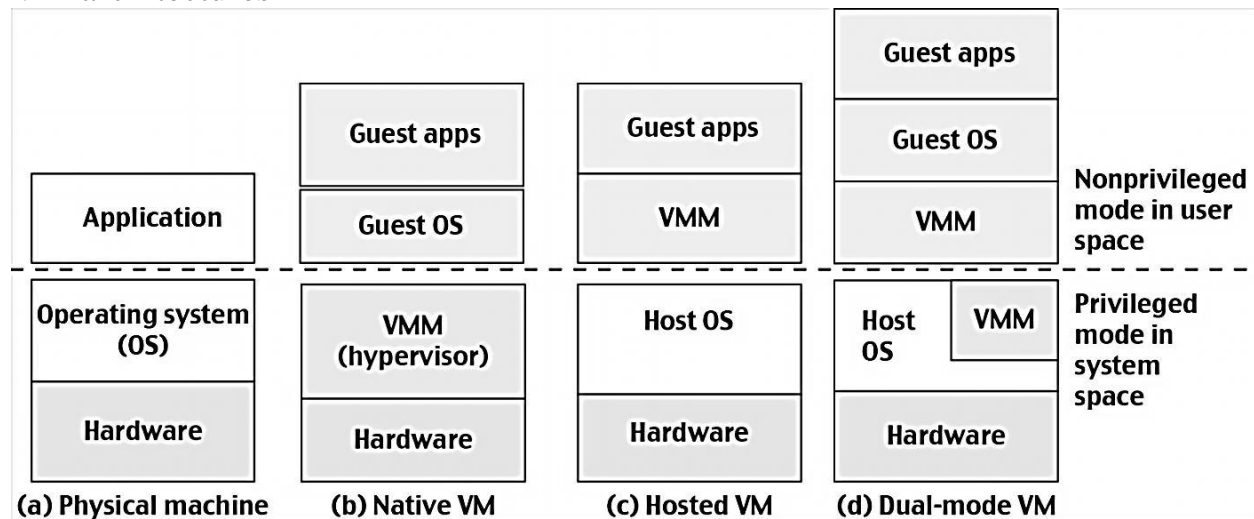 Guest apps
Guest apps
Guest apps
Guest OS
Application
Guest OS
VMM
VMM
Nonprivileged
mode in user
space
Operating system
(OS)
VMM
(hypervisor)
Host OS
Host
OS
VMM
Privileged
mode in
system
space
Hardware
Hardware
Hardware
Hardware
(a) Physical machine
(b) Native VM
(c) Hosted VM
(d) Dual-mode VM